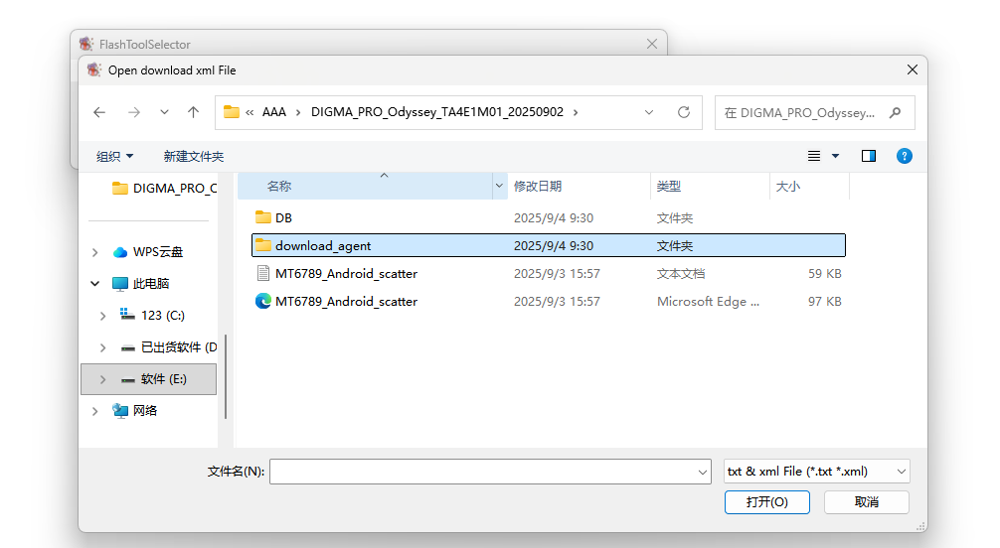 FlashToolSelector
Open download xml File
« AAA › DIGMA_PRO_Odyssey_TA4E1M01_20250902 ›
在 DIGMA_PRO_Odyssey...
组织
新建文件夹
名称 修改日期 类型 大小
DIGMA_PRO_C
WPS云盘
此电脑
123 (C:)
已出货软件 (D
软件 (E:)
网络
DB 2025/9/4 9:30 文件夹
download_agent 2025/9/4 9:30 文件夹
MT6789_Android_scatter 2025/9/3 15:57 文本文档 59 KB
MT6789_Android_scatter 2025/9/3 15:57 Microsoft Edge ... 97 KB
文件名(N):
txt & xml File (*.txt *.xml)
打开(O)
取消